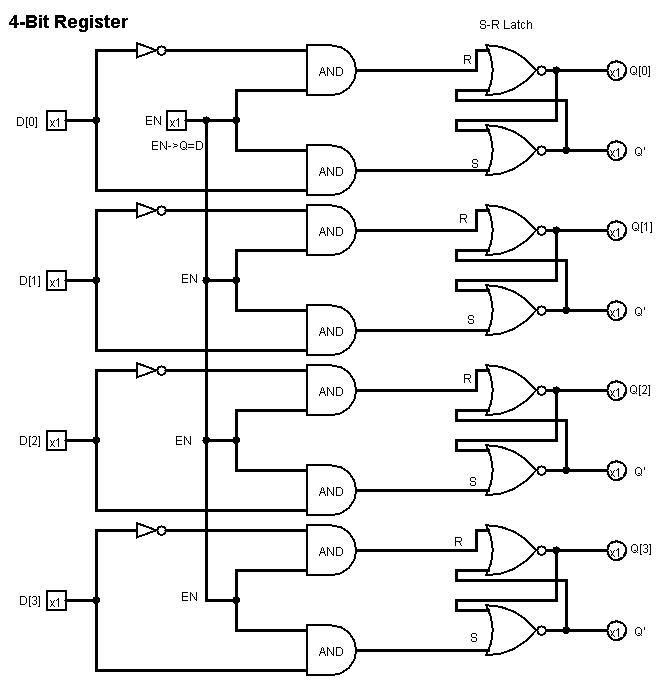 4-Bit Register
S-R Latch
R
AND
x1 Q[0]
D[0] x1
EN x1
EN->Q=D
x1 Q'
S
AND
R
AND
x1 Q[1]
D[1] x1
EN
x1 Q'
S
AND
R
AND
x1 Q[2]
D[2] x1
EN
x1 Q'
S
AND
R
AND
x1 Q[3]
D[3] x1
EN
x1 Q'
S
AND